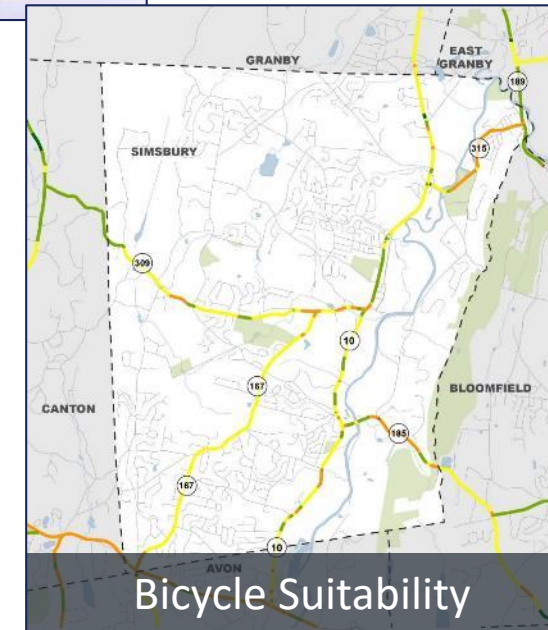 GRANBY
EAST
GRANBY
189
315
SIMSBURY
309
10
167
BLOOMFIELD
CANTON
185
167
10
AVON
Bicycle Suitability